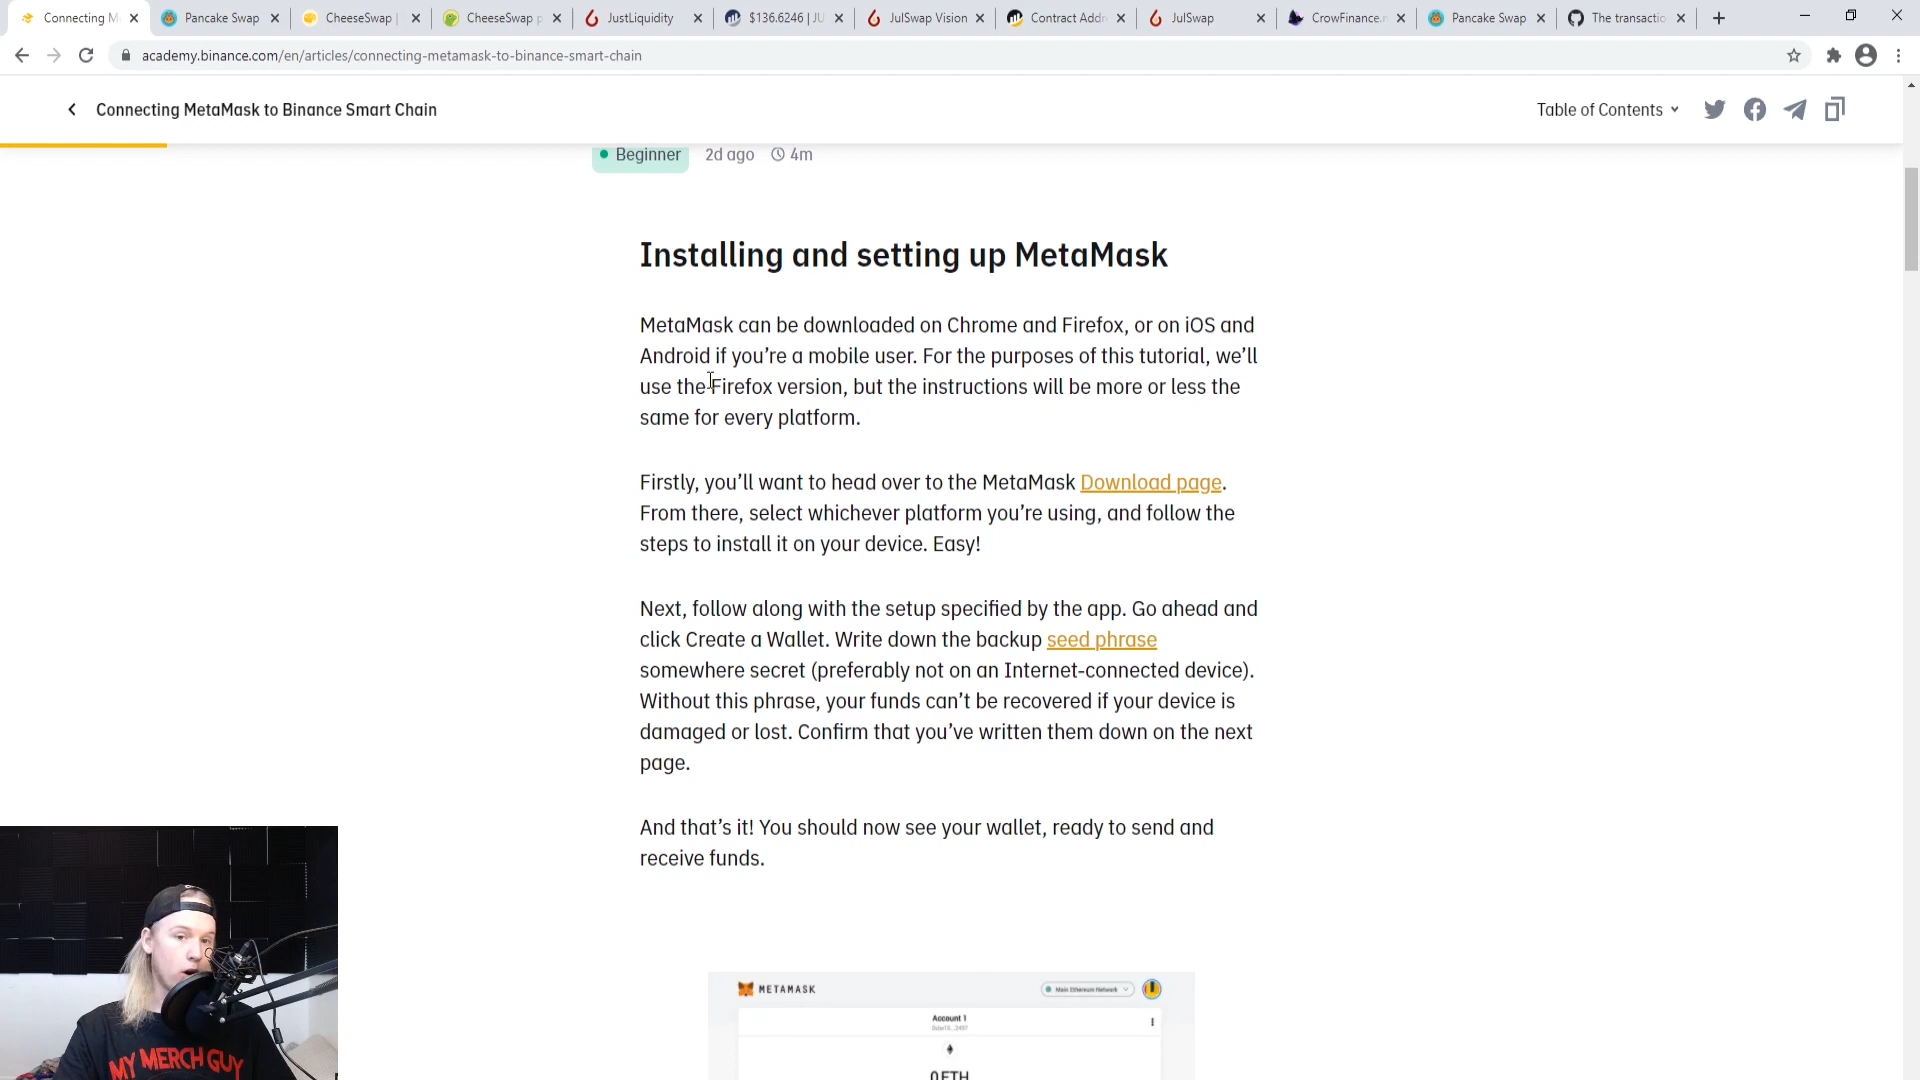 Connecting M
Pancake Swap
CheeseSwap |
CheeseSwap p
JustLiquidity
$136.6246 | JU
JulSwap Vision
Contract Addr
JulSwap
CrowFinance.n
Pancake Swap
The transactio
academy.binance.com/en/articles/connecting-metamask-to-binance-smart-chain
Connecting MetaMask to Binance Smart Chain
Table of Contents
Beginner 2d ago 4m
Installing and setting up MetaMask
MetaMask can be downloaded on Chrome and Firefox, or on iOS and
Android if you’re a mobile user. For the purposes of this tutorial, we’ll
use the Firefox version, but the instructions will be more or less the
same for every platform.
Firstly, you’ll want to head over to the MetaMask Download page.
From there, select whichever platform you’re using, and follow the
steps to install it on your device. Easy!
Next, follow along with the setup specified by the app. Go ahead and
click Create a Wallet. Write down the backup seed phrase
somewhere secret (preferably not on an Internet-connected device).
Without this phrase, your funds can’t be recovered if your device is
damaged or lost. Confirm that you’ve written them down on the next
page.
And that’s it! You should now see your wallet, ready to send and
receive funds.
METAMASK
Main Ethereum Network
Account 1
0 ETH
MY MERCH GUY